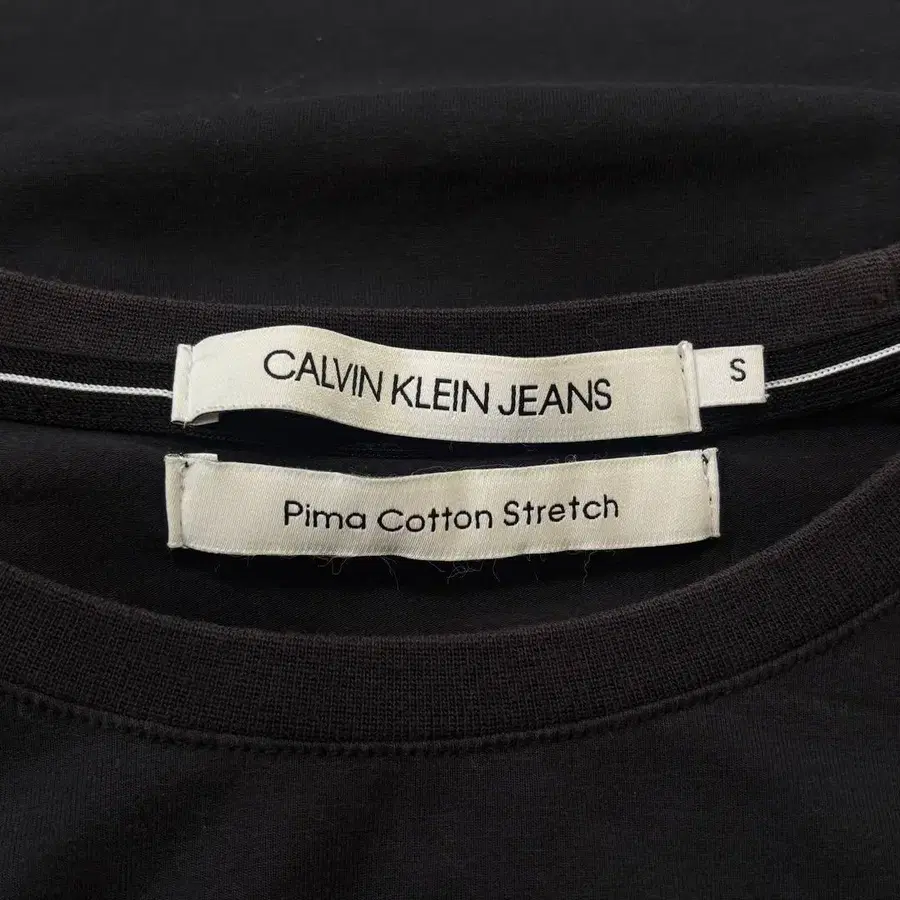 CALVIN KLEIN JEANS
S
Pima Cotton Stretch